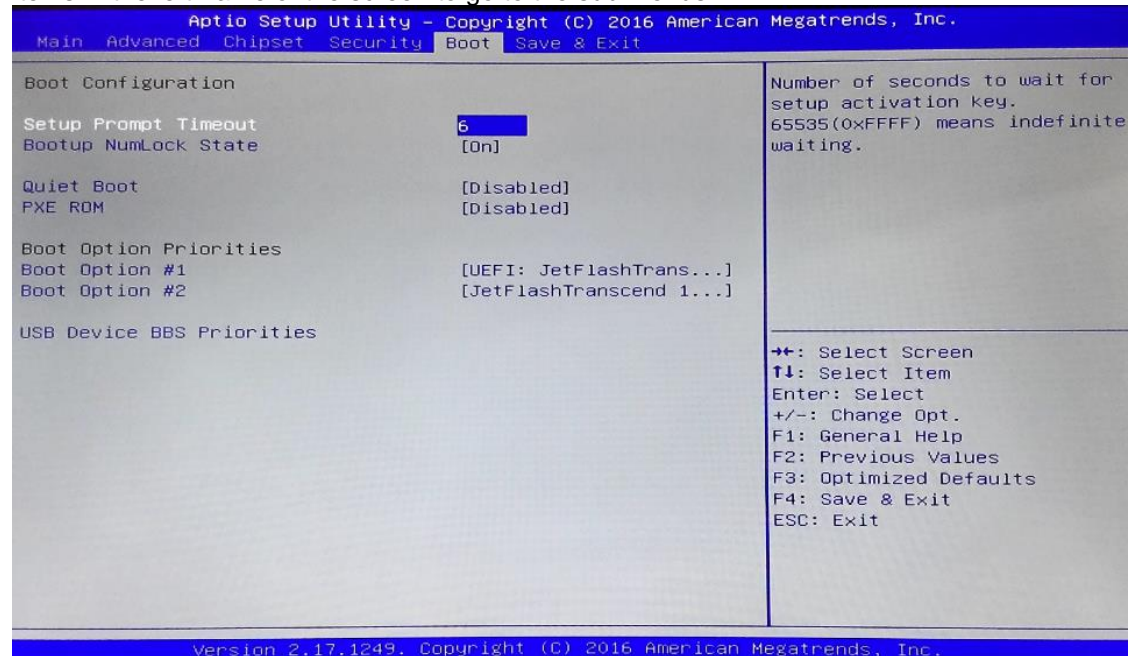 Aptio Setup Utility – Copyright (C) 2016 American Megatrends, Inc.
Main Advanced Chipset Security Boot Save & Exit
Boot Configuration
Setup Prompt Timeout 6
Bootup NumLock State [On]
Quiet Boot [Disabled]
PXE ROM [Disabled]
Boot Option Priorities
Boot Option #1 [UEFI: JetFlashTrans...]
Boot Option #2 [JetFlashTranscend 1...]
USB Device BBS Priorities
Number of seconds to wait for
setup activation key.
65535(0xFFFF) means indefinite
waiting.
→←: Select Screen
↑↓: Select Item
Enter: Select
+/-: Change Opt.
F1: General Help
F2: Previous Values
F3: Optimized Defaults
F4: Save & Exit
ESC: Exit
Version 2.17.1249. Copyright (C) 2016 American Megatrends, Inc.